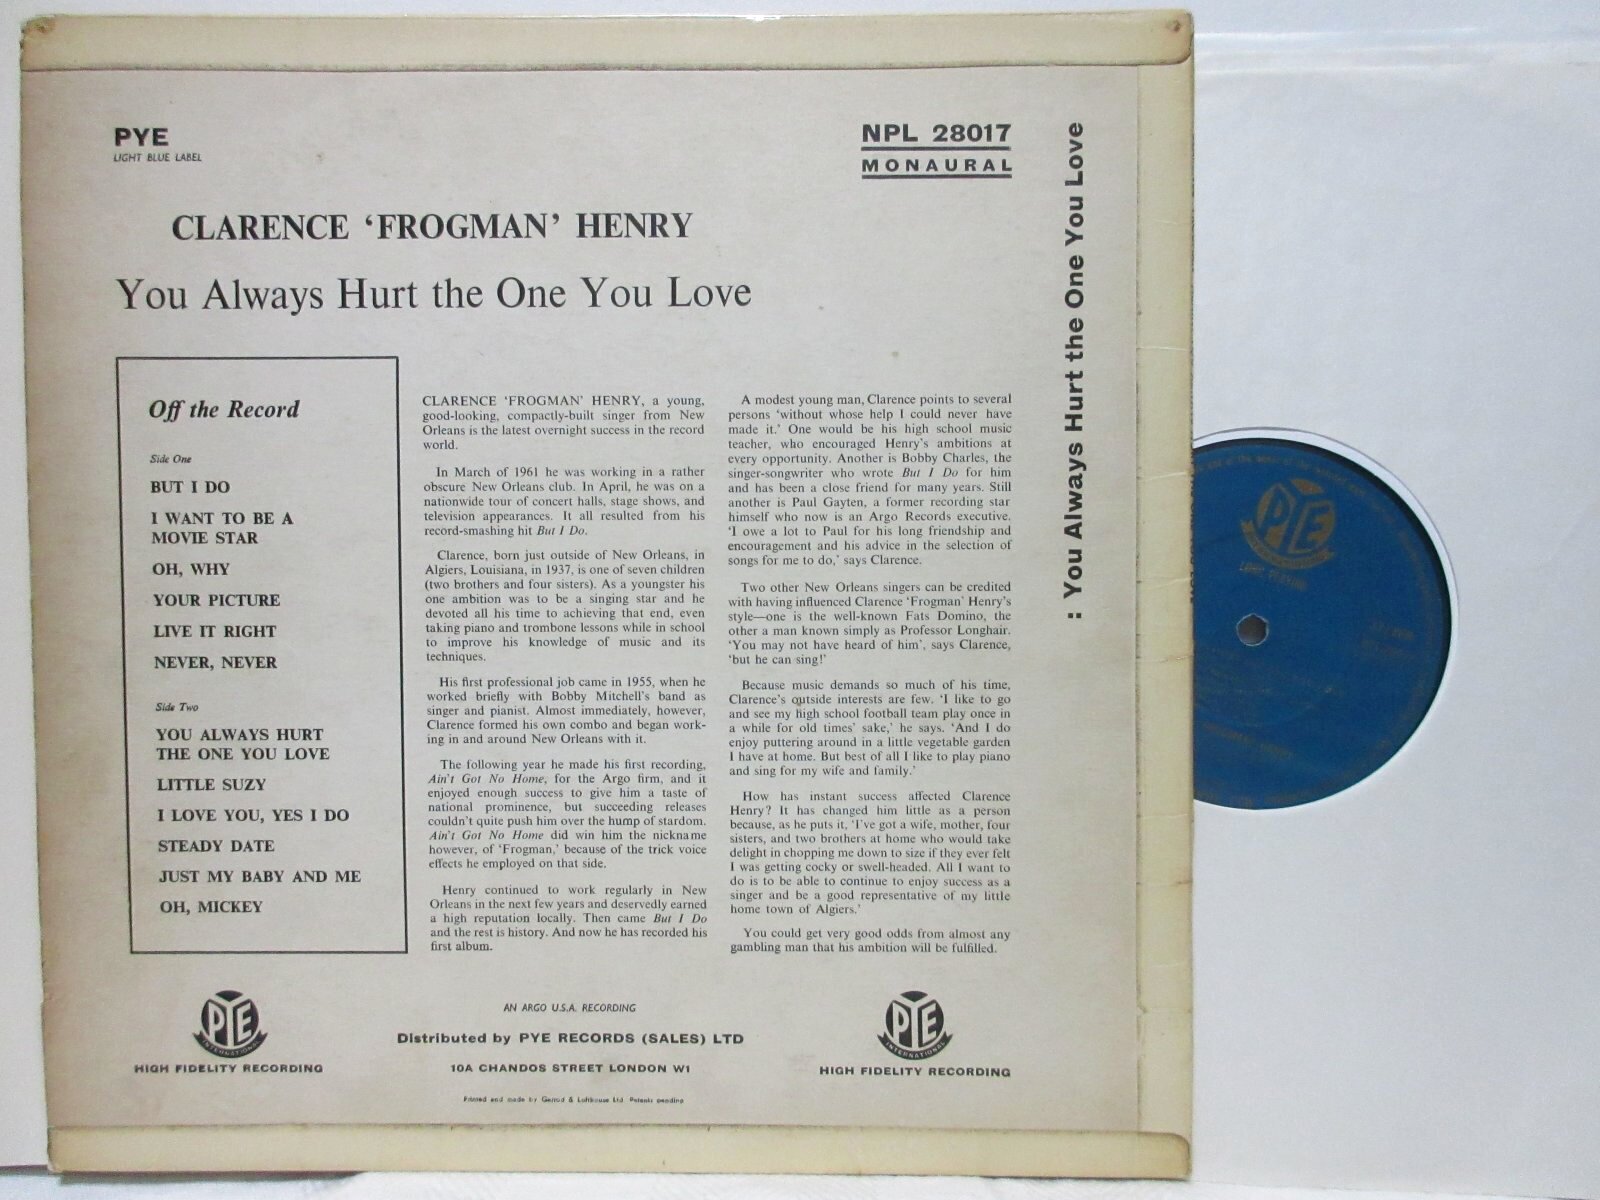 PYE
LIGHT BLUE LABEL
NPL 28017
MONAURAL
CLARENCE ‘FROGMAN’ HENRY
You Always Hurt the One You Love
: You Always Hurt the One You Love
Off the Record
Side One
BUT I DO
I WANT TO BE A
MOVIE STAR
OH, WHY
YOUR PICTURE
LIVE IT RIGHT
NEVER, NEVER
Side Two
YOU ALWAYS HURT
THE ONE YOU LOVE
LITTLE SUZY
I LOVE YOU, YES I DO
STEADY DATE
JUST MY BABY AND ME
OH, MICKEY
CLARENCE ‘FROGMAN’ HENRY, a young,
good-looking, compactly-built singer from New
Orleans is the latest overnight success in the record
world.
In March of 1961 he was working in a rather
obscure New Orleans club. In April, he was on a
nationwide tour of concert halls, stage shows, and
television appearances. It all resulted from his
record-smashing hit But I Do.
Clarence, born just outside of New Orleans, in
Algiers, Louisiana, in 1937, is one of seven children
(two brothers and four sisters). As a youngster his
one ambition was to be a singing star and he
devoted all his time to achieving that end, even
taking piano and trombone lessons while in school
to improve his knowledge of music and its
techniques.
His first professional job came in 1955, when he
worked briefly with Bobby Mitchell's band as
singer and pianist. Almost immediately, however,
Clarence formed his own combo and began work-
ing in and around New Orleans with it.
The following year he made his first recording,
Ain't Got No Home, for the Argo firm, and it
enjoyed enough success to give him a taste of
national prominence, but succeeding releases
couldn't quite push him over the hump of stardom.
Ain't Got No Home did win him the nickname
however, of ‘Frogman,’ because of the trick voice
effects he employed on that side.
Henry continued to work regularly in New
Orleans in the next few years and deservedly earned
a high reputation locally. Then came But I Do
and the rest is history. And now he has recorded his
first album.
A modest young man, Clarence points to several
persons ‘without whose help I could never have
made it.’ One would be his high school music
teacher, who encouraged Henry's ambitions at
every opportunity. Another is Bobby Charles, the
singer-songwriter who wrote But I Do for him
and has been a close friend for many years. Still
another is Paul Gayten, a former recording star
himself who now is an Argo Records executive.
‘I owe a lot to Paul for his long friendship and
encouragement and his advice in the selection of
songs for me to do,’ says Clarence.
Two other New Orleans singers can be credited
with having influenced Clarence ‘Frogman’ Henry's
style—one is the well-known Fats Domino, the
other a man known simply as Professor Longhair.
‘You may not have heard of him’, says Clarence,
‘but he can sing!’
Because music demands so much of his time,
Clarence's outside interests are few. ‘I like to go
and see my high school football team play once in
a while for old times’ sake,’ he says. ‘And I do
enjoy puttering around in a little vegetable garden
I have at home. But best of all I like to play piano
and sing for my wife and family.’
How has instant success affected Clarence
Henry? It has changed him little as a person
because, as he puts it, ‘I've got a wife, mother, four
sisters, and two brothers at home who would take
delight in chopping me down to size if they ever felt
I was getting cocky or swell-headed. All I want to
do is to be able to continue to enjoy success as a
singer and be a good representative of my little
home town of Algiers.’
You could get very good odds from almost any
gambling man that his ambition will be fulfilled.
PYE
INTERNATIONAL
HIGH FIDELITY RECORDING
AN ARGO U.S.A. RECORDING
Distributed by PYE RECORDS (SALES) LTD
10A CHANDOS STREET LONDON W1
Printed and made by Garrod & Lofthouse Ltd. Patents pending
PYE
INTERNATIONAL
HIGH FIDELITY RECORDING
PYE
INTERNATIONAL
LONG PLAYING